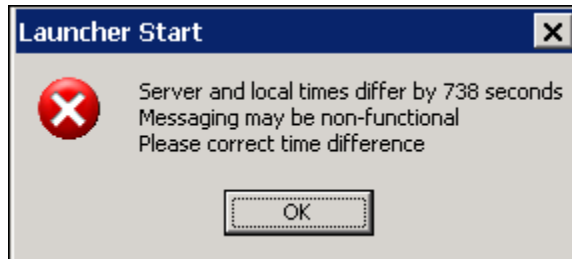 Launcher Start
Server and local times differ by 738 seconds
Messaging may be non-functional
Please correct time difference
OK